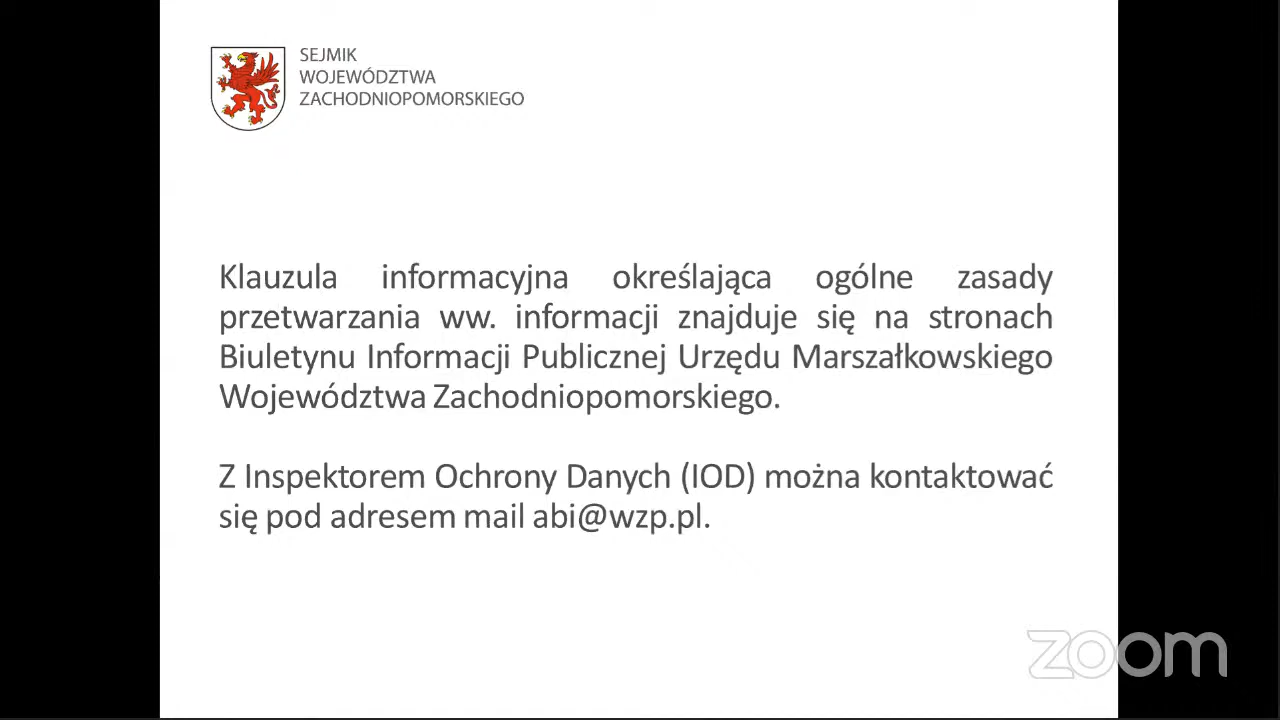 SEJMIK
WOJEWÓDZTWA
ZACHODNIOPOMORSKIEGO
Klauzula informacyjna określająca ogólne zasady
przetwarzania ww. informacji znajduje się na stronach
Biuletynu Informacji Publicznej Urzędu Marszałkowskiego
Województwa Zachodniopomorskiego.
Z Inspektorem Ochrony Danych (IOD) można kontaktować
się pod adresem mail abi@wzp.pl.
zoom